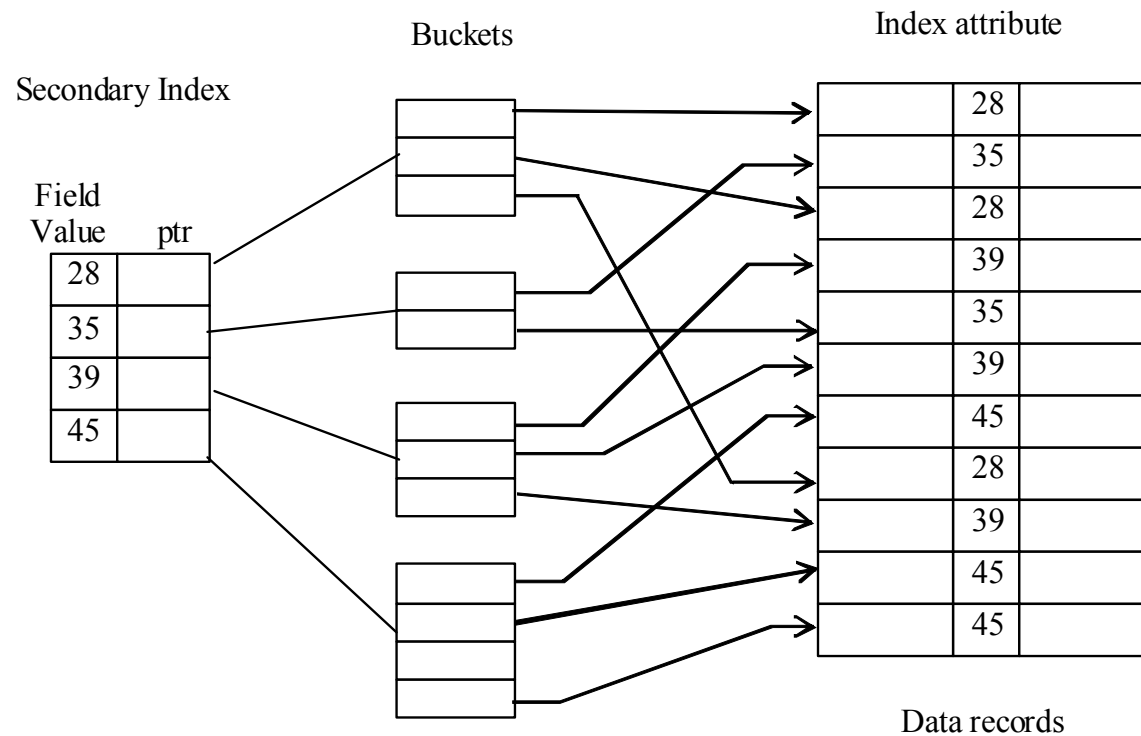 Buckets
Index attribute
Secondary Index
Field
Value ptr
28
35
39
45
28
35
28
39
35
39
45
28
39
45
45
Data records